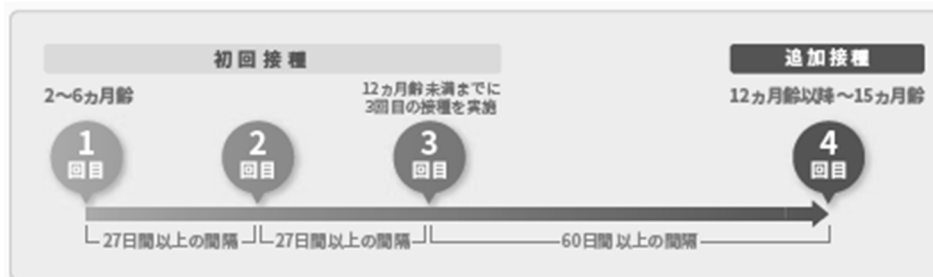 初回接種
追加接種
2～6ヵ月齢
12ヵ月齢未満までに
3回目の接種を実施
12ヵ月齢以降～15ヵ月齢
1
回目
2
回目
3
回目
4
回目
27日間以上の間隔
27日間以上の間隔
60日間以上の間隔